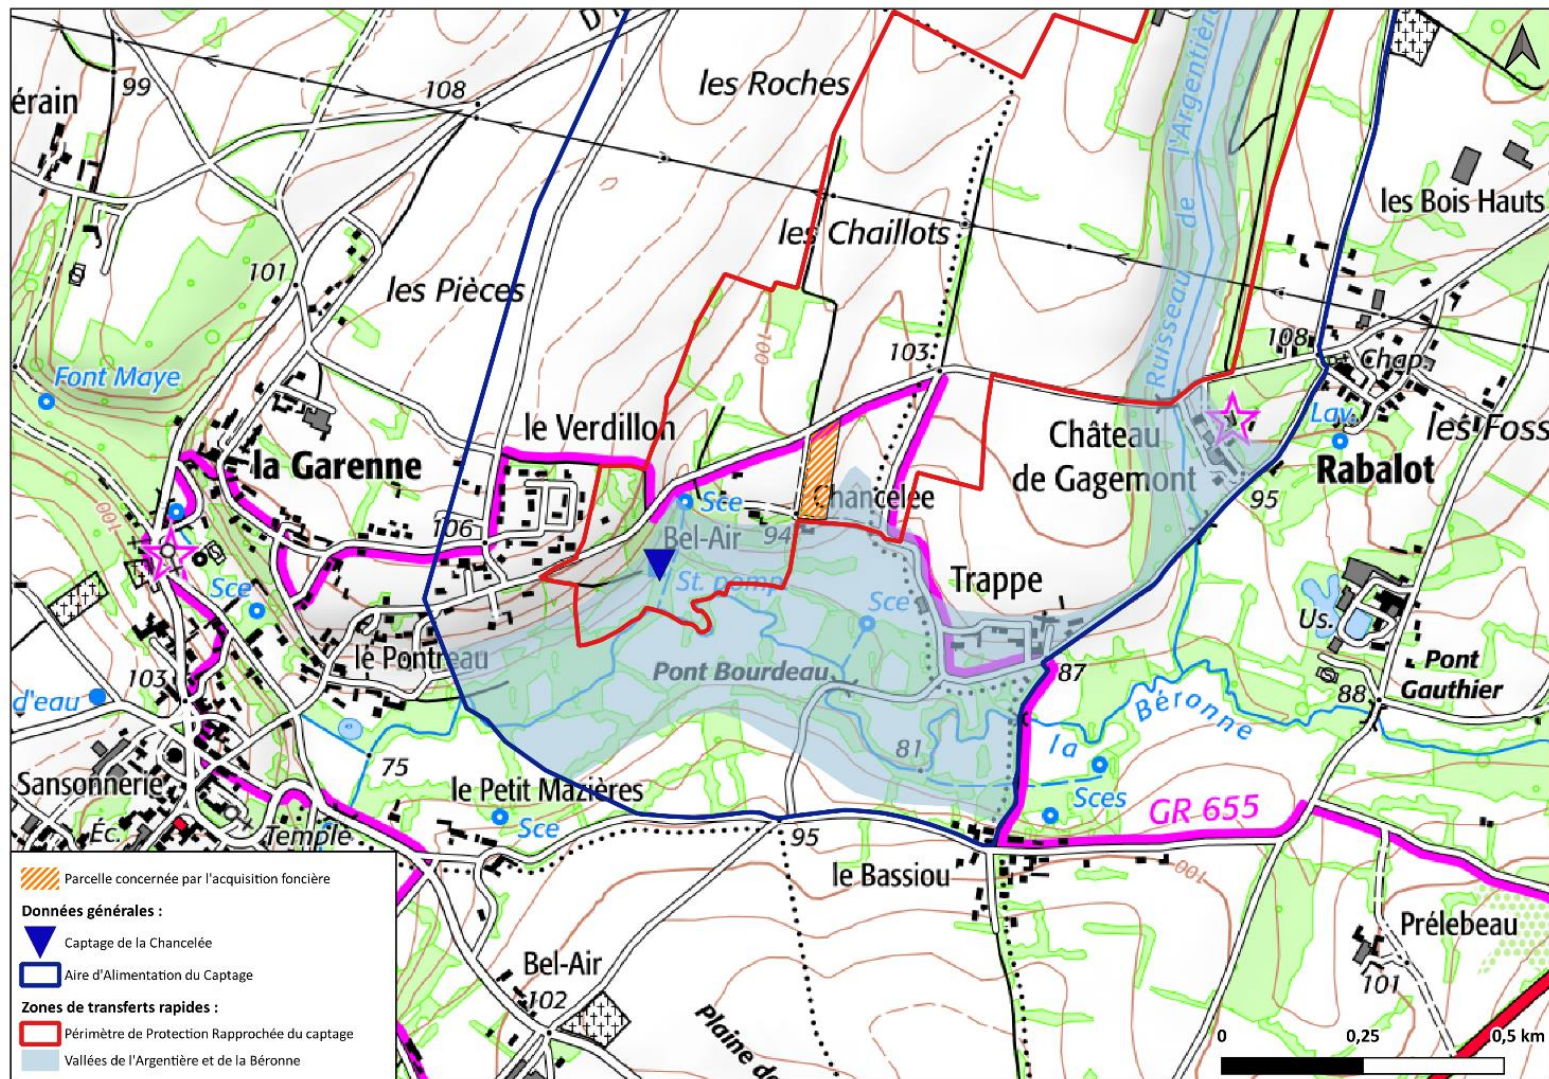 les Roches
99
108
érain
les Bois Hauts
les Chaillots
Ruisseau de l'Argentière
101
les Pièces
103
108
Chap.
Font Maye
100
le Verdillon
Lav.
les Foss
la Garenne
Château
de Gagemont
Rabalot
100
Sce
Chancelée
95
106
Bel-Air
94
Sce
St. pomp
Trappe
Sce
Us.
le Pontreau
Pont Bourdeau
87
Pont
Gauthier
103
d'eau
88
la Béronne
81
75
Sansonnerie
le Petit Mazières
Sces
GR 655
Sce
Éc.
Temple
95
le Bassiou
100
Prélebeau
Bel-Air
102
101
Plaine de
Parcelle concernée par l'acquisition foncière
Données générales :
Captage de la Chancelée
Aire d'Alimentation du Captage
Zones de transferts rapides :
Périmètre de Protection Rapprochée du captage
Vallées de l'Argentière et de la Béronne
0 0,25 0,5 km